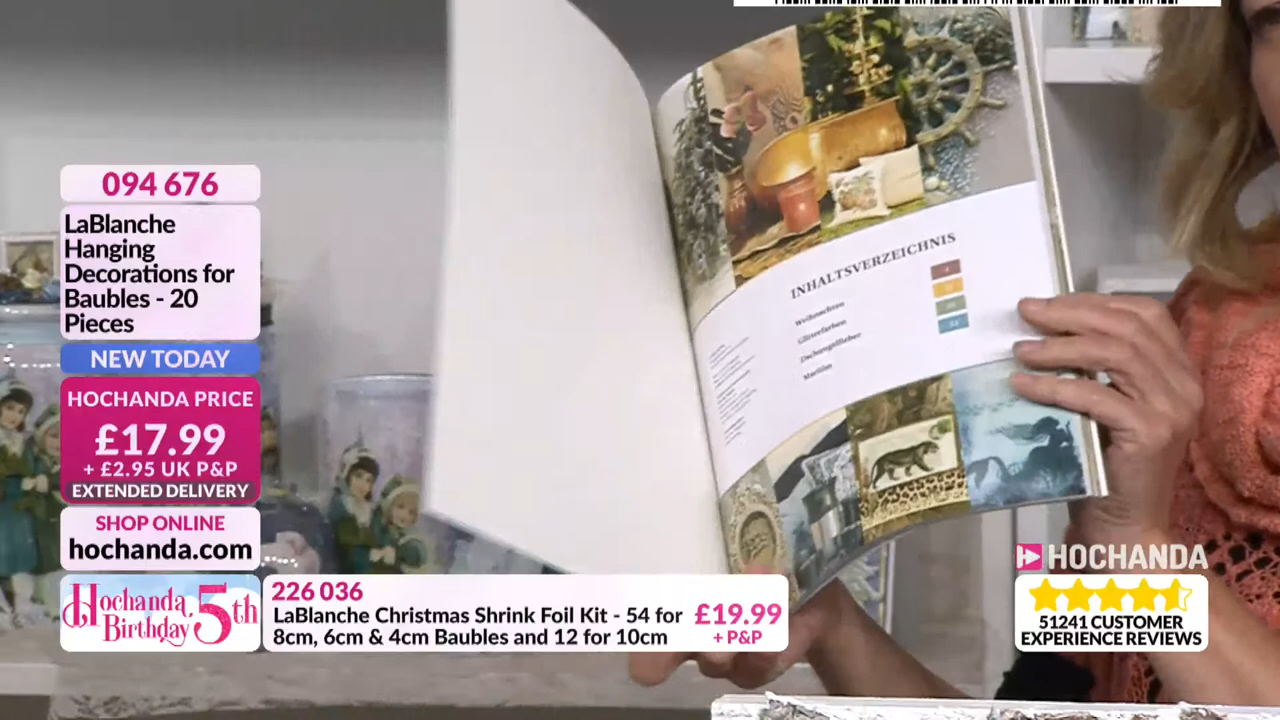 094 676
LaBlanche
Hanging
Decorations for
Baubles - 20
Pieces
NEW TODAY
HOCHANDA PRICE
£17.99
+ £2.95 UK P&P
EXTENDED DELIVERY
SHOP ONLINE
hochanda.com
Hochanda Birthday 5th
226 036
LaBlanche Christmas Shrink Foil Kit - 54 for
8cm, 6cm & 4cm Baubles and 12 for 10cm
£19.99
+ P&P
INHALTSVERZEICHNIS
Weihnachten
Glitzerfarben
Dschungelfieber
Maritim
HOCHANDA
51241 CUSTOMER
EXPERIENCE REVIEWS